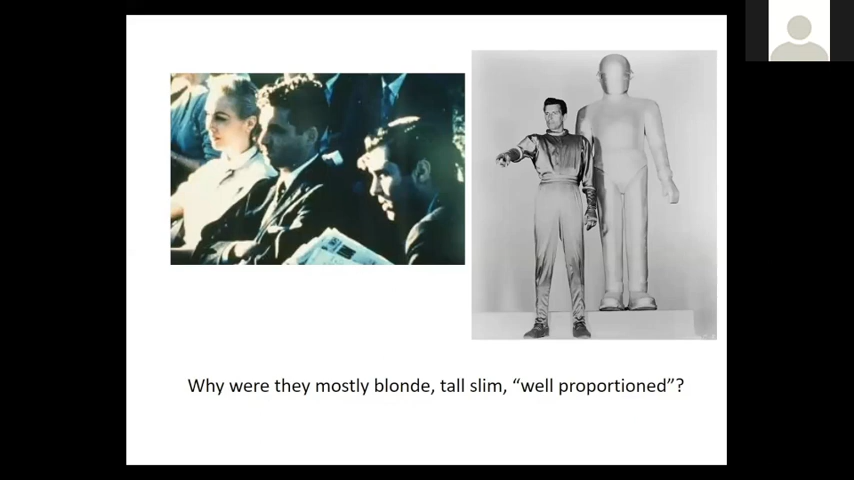 Why were they mostly blonde, tall slim, “well proportioned”?